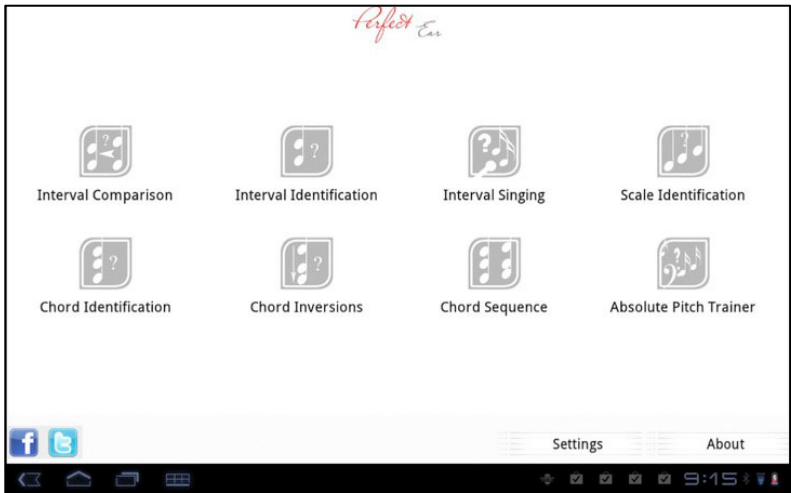 Perfect Ear
Interval Comparison
Interval Identification
Interval Singing
Scale Identification
Chord Identification
Chord Inversions
Chord Sequence
Absolute Pitch Trainer
Settings
About
9:15